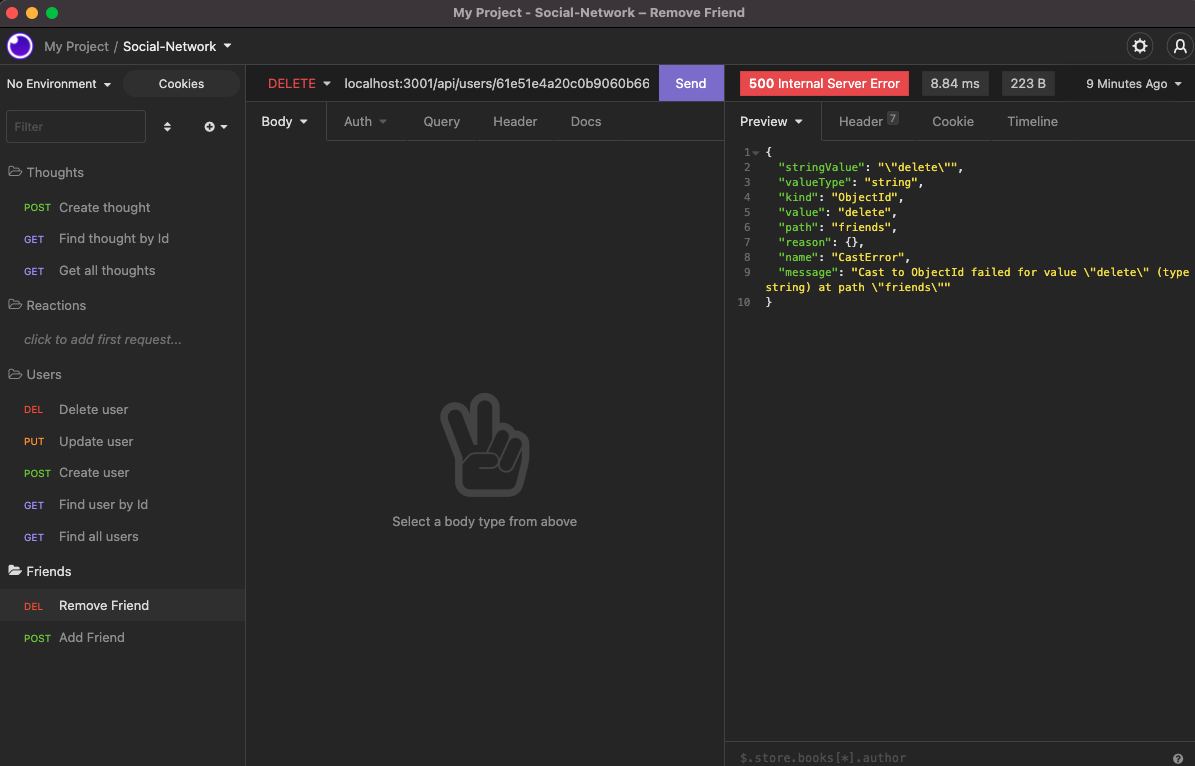 My Project - Social-Network – Remove Friend
My Project / Social-Network
No Environment
Cookies
DELETE
localhost:3001/api/users/61e51e4a20c0b9060b66
Send
500 Internal Server Error
8.84 ms
223 B
9 Minutes Ago
Filter
Body
Auth
Query
Header
Docs
Preview
Header 7
Cookie
Timeline
Thoughts
POST Create thought
GET Find thought by Id
GET Get all thoughts
Reactions
click to add first request...
Users
DEL Delete user
PUT Update user
POST Create user
GET Find user by Id
GET Find all users
Friends
DEL Remove Friend
POST Add Friend
Select a body type from above
1 {
2 "stringValue": "\"delete\"",
3 "valueType": "string",
4 "kind": "ObjectId",
5 "value": "delete",
6 "path": "friends",
7 "reason": {},
8 "name": "CastError",
9 "message": "Cast to ObjectId failed for value \"delete\" (type
string) at path \"friends\""
10 }
$.store.books[*].author
?